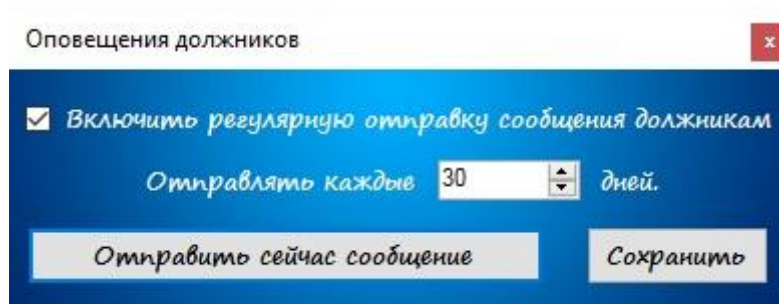 Оповещения должников
x
Включить регулярную отправку сообщения должникам
Отправлять каждые 30 дней.
Отправить сейчас сообщение
Сохранить